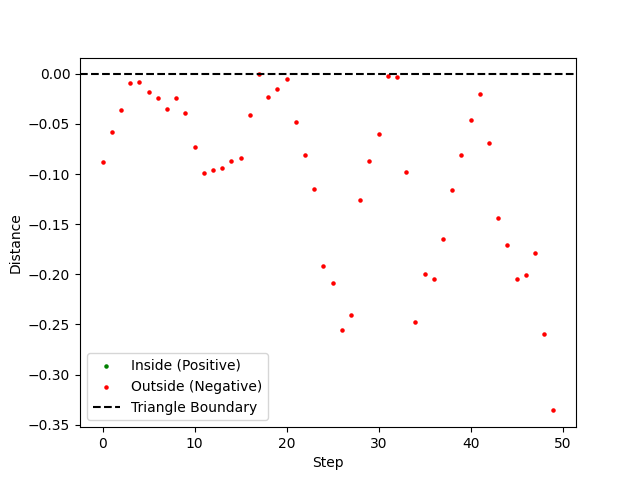 0.00
−0.05
−0.10
−0.15
−0.20
−0.25
−0.30
−0.35
Distance
Inside (Positive)
Outside (Negative)
Triangle Boundary
0 10 20 30 40 50
Step